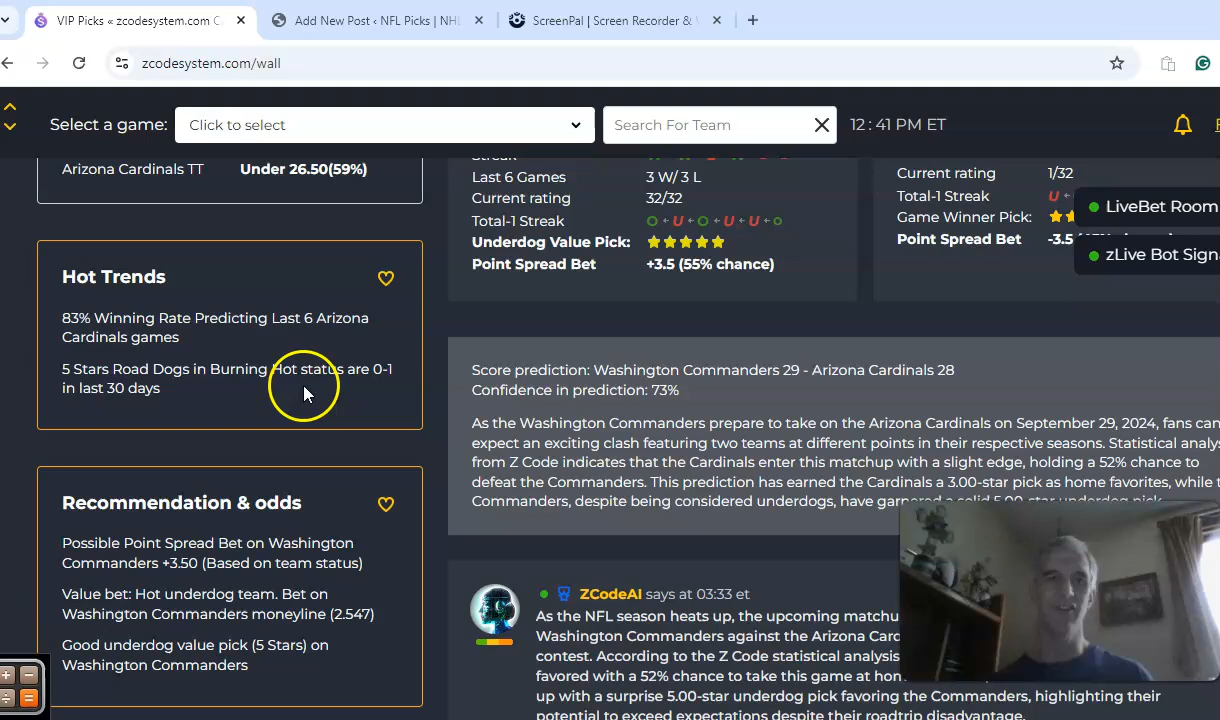 VIP Picks « zcodesystem.com C
Add New Post ‹ NFL Picks | NHL
ScreenPal | Screen Recorder &
zcodesystem.com/wall
Select a game:
Click to select
Search For Team
12 : 41 PM ET
Arizona Cardinals TT
Under 26.50(59%)
Hot Trends
83% Winning Rate Predicting Last 6 Arizona
Cardinals games
5 Stars Road Dogs in Burning Hot status are 0-1
in last 30 days
Recommendation & odds
Possible Point Spread Bet on Washington
Commanders +3.50 (Based on team status)
Value bet: Hot underdog team. Bet on
Washington Commanders moneyline (2.547)
Good underdog value pick (5 Stars) on
Washington Commanders
Streak
Last 6 Games
3 W/ 3 L
Current rating
32/32
Total-1 Streak
O U O U U O
Underdog Value Pick:
Point Spread Bet
+3.5 (55% chance)
Current rating
1/32
Total-1 Streak
U
Game Winner Pick:
Point Spread Bet
-3.5
LiveBet Room
zLive Bot Signa
Score prediction: Washington Commanders 29 - Arizona Cardinals 28
Confidence in prediction: 73%
As the Washington Commanders prepare to take on the Arizona Cardinals on September 29, 2024, fans can
expect an exciting clash featuring two teams at different points in their respective seasons. Statistical analys
from Z Code indicates that the Cardinals enter this matchup with a slight edge, holding a 52% chance to
defeat the Commanders. This prediction has earned the Cardinals a 3.00-star pick as home favorites, while t
Commanders, despite being considered underdogs, have garnered a solid 5.00-star underdog pick
ZCodeAI says at 03:33 et
As the NFL season heats up, the upcoming matchu
Washington Commanders against the Arizona Card
contest. According to the Z Code statistical analysis
favored with a 52% chance to take this game at hom
up with a surprise 5.00-star underdog pick favoring the Commanders, highlighting their
potential to exceed expectations despite their roadtrip disadvantage.